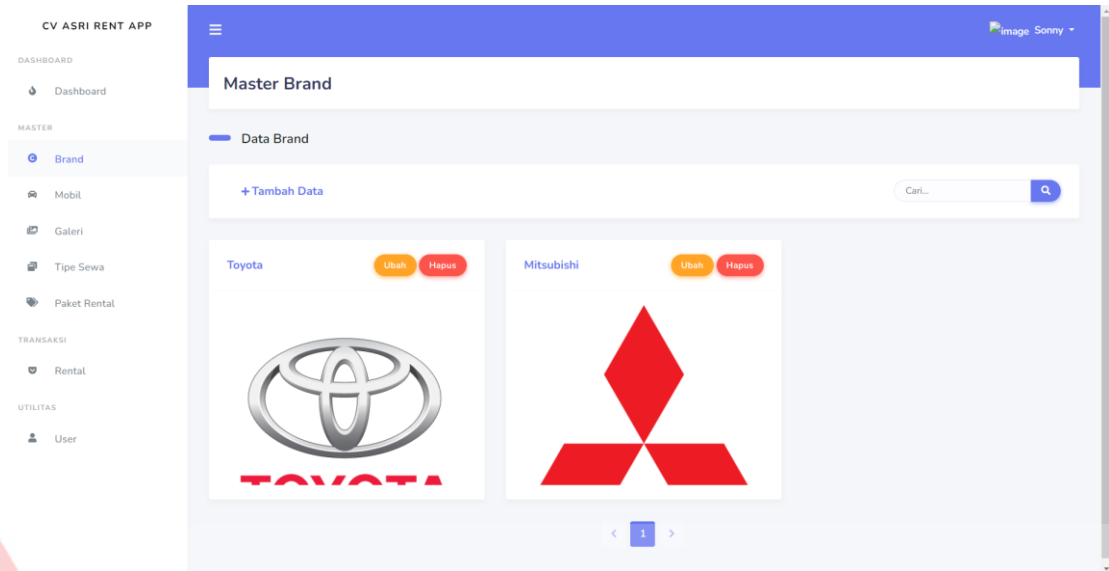 CV ASRI RENT APP
image Sonny
DASHBOARD
Dashboard
MASTER
Brand
Mobil
Galeri
Tipe Sewa
Paket Rental
TRANSAKSI
Rental
UTILITAS
User
Master Brand
Data Brand
+ Tambah Data
Cari...
Toyota
Ubah
Hapus
Mitsubishi
Ubah
Hapus
TOYOTA
1